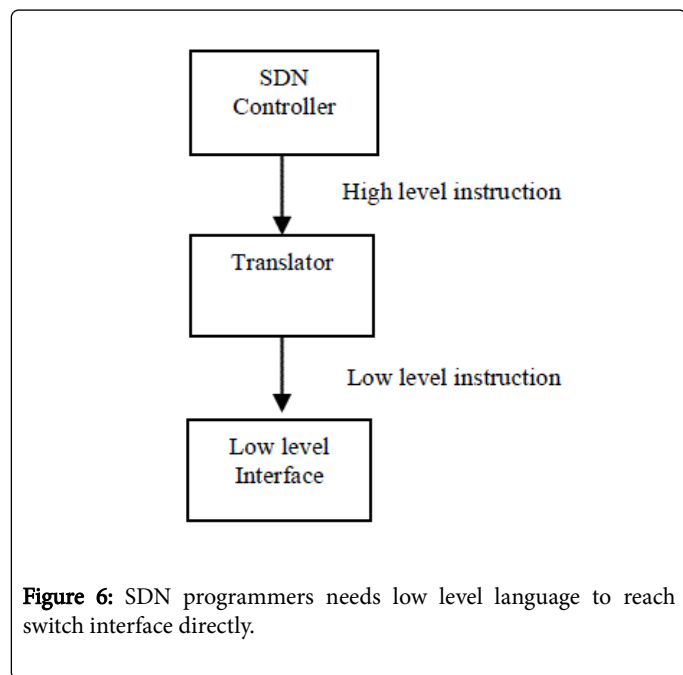 SDN
Controller
High level instruction
Translator
Low level instruction
Low level
Interface
Figure 6: SDN programmers needs low level language to reach
switch interface directly.